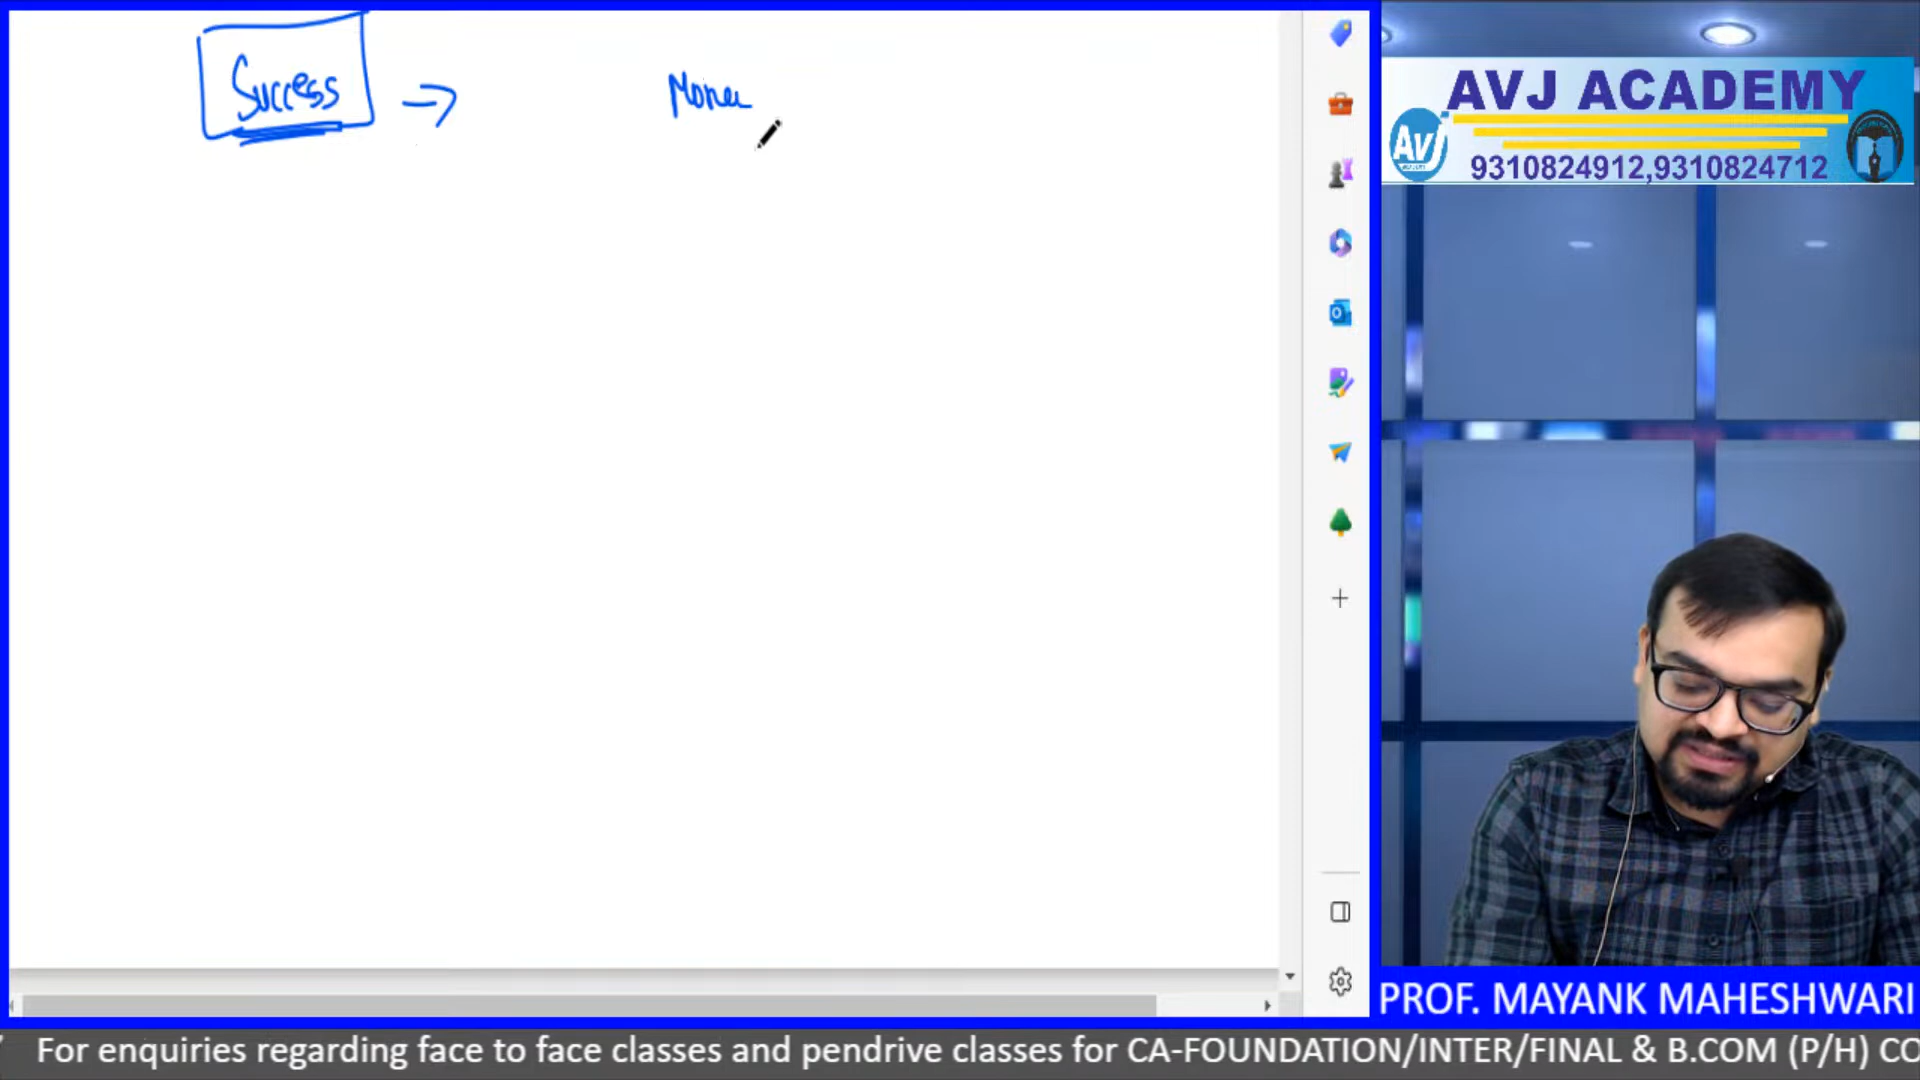 Success → Mone
AVJ ACADEMY
AVJ
9310824912,9310824712
PROF. MAYANK MAHESHWARI
For enquiries regarding face to face classes and pendrive classes for CA-FOUNDATION/INTER/FINAL & B.COM (P/H) CO